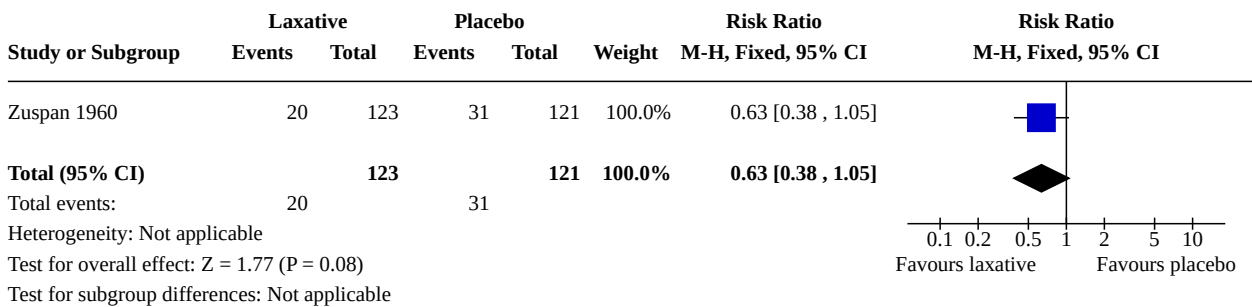 Laxative Placebo Risk Ratio Risk Ratio
Study or Subgroup Events Total Events Total Weight M-H, Fixed, 95% CI M-H, Fixed, 95% CI
Zuspan 1960 20 123 31 121 100.0% 0.63 [0.38 , 1.05]
Total (95% CI) 123 121 100.0% 0.63 [0.38 , 1.05]
Total events: 20 31
Heterogeneity: Not applicable
0.1 0.2 0.5 1 2 5 10
Test for overall effect: Z = 1.77 (P = 0.08)
Favours laxative Favours placebo
Test for subgroup differences: Not applicable